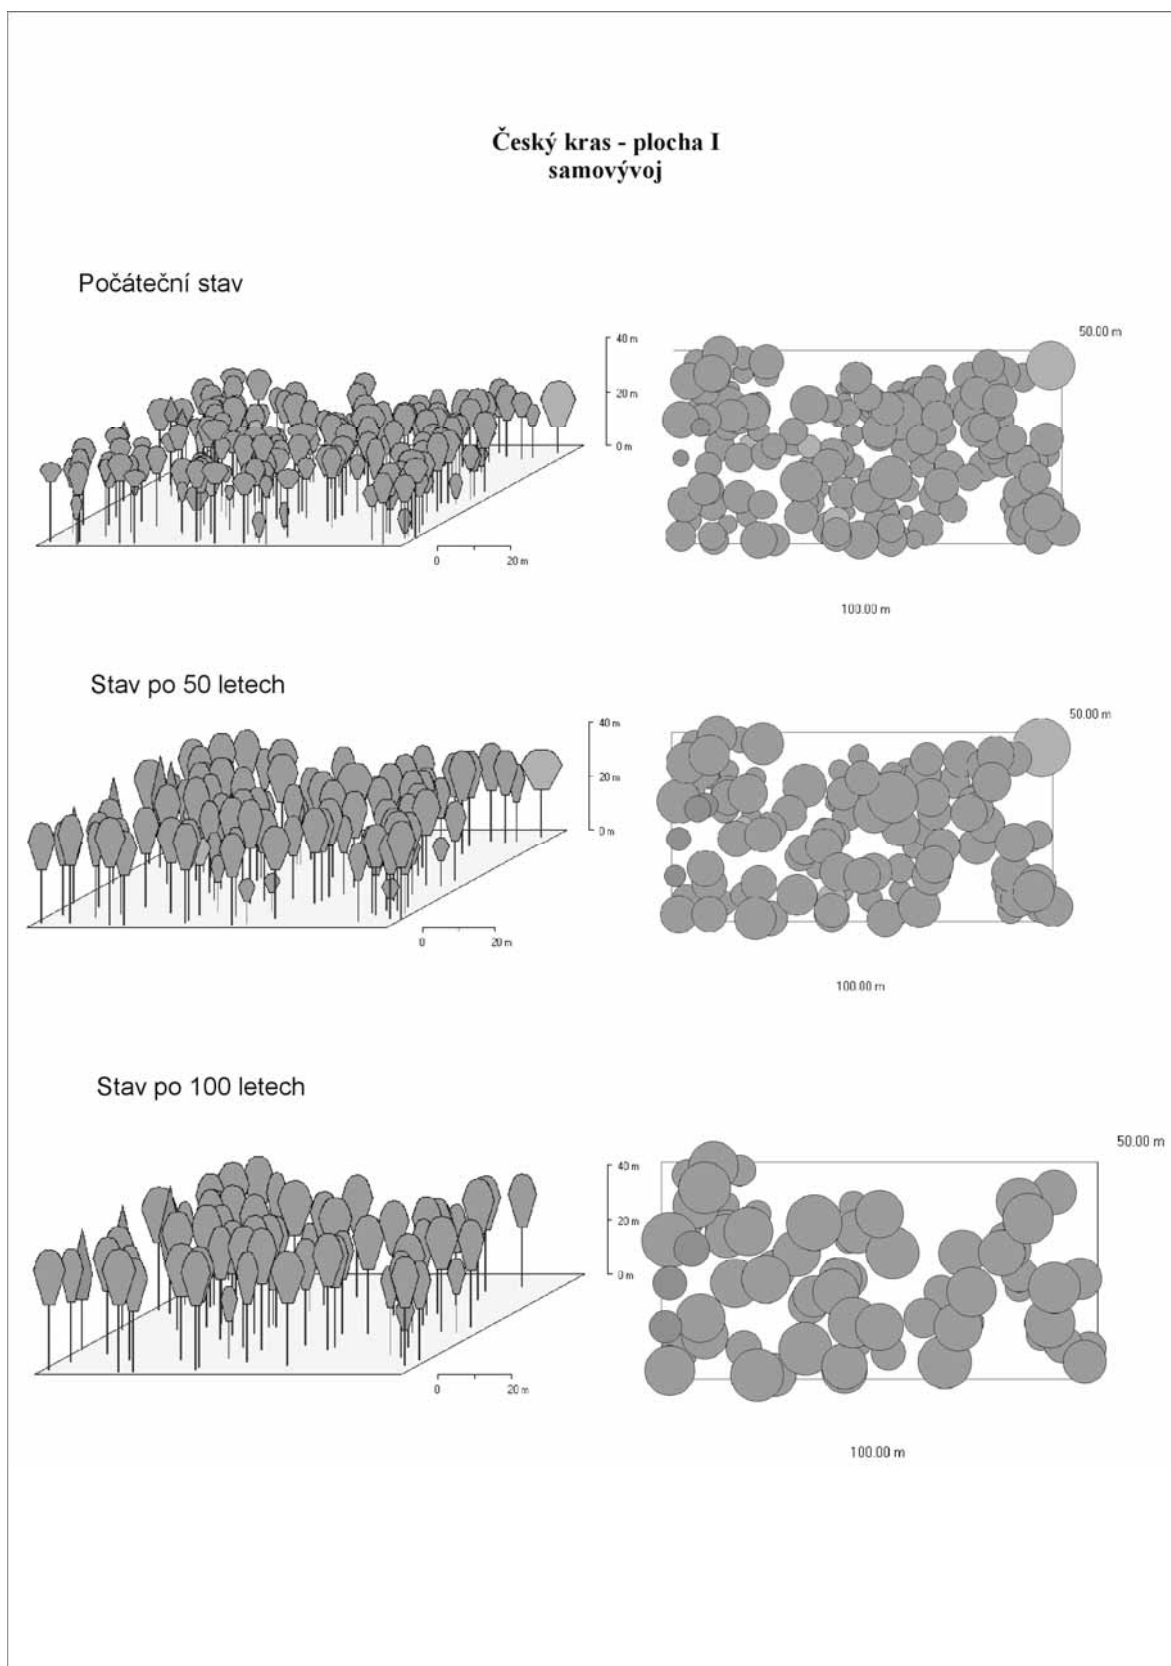 Český kras - plocha I
samovývoj
Počáteční stav
40 m
20 m
0 m
0
20 m
50.00 m
100.00 m
Stav po 50 letech
40 m
20 m
0 m
0
20 m
50.00 m
100.00 m
Stav po 100 letech
40 m
20 m
0 m
0
20 m
50.00 m
100.00 m